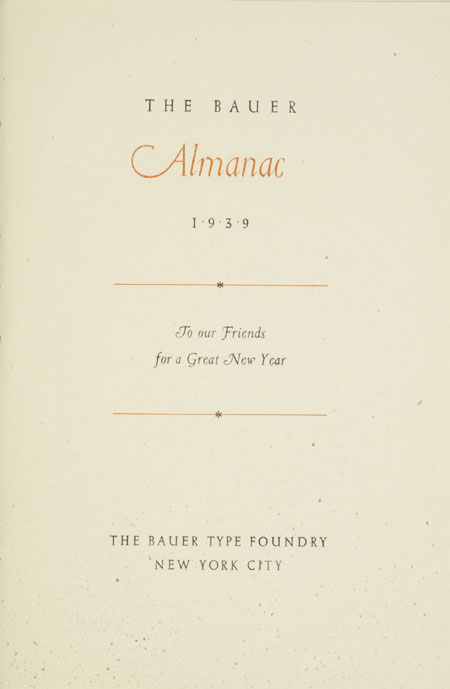 THE BAUER
Almanac
1·9·3·9
To our Friends
for a Great New Year
THE BAUER TYPE FOUNDRY
NEW YORK CITY